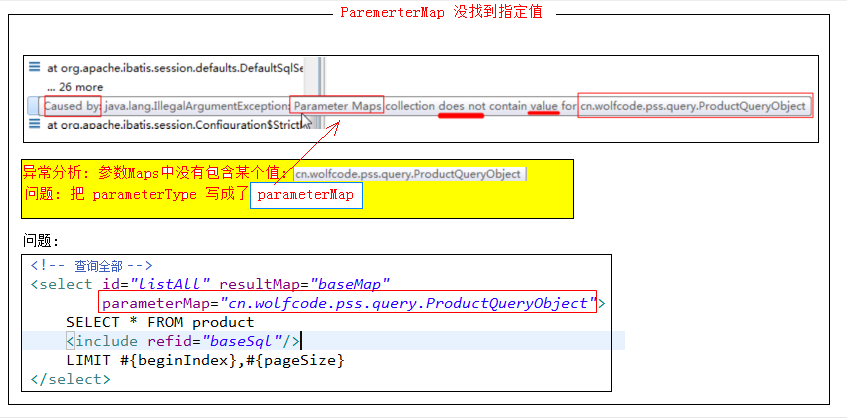 ParemerterMap 没找到指定值
at org.apache.ibatis.session.defaults.DefaultSqlSe
... 26 more
Caused by: java.lang.IllegalArgumentException: Parameter Maps collection does not contain value for cn.wolfcode.pss.query.ProductQueryObject
at org.apache.ibatis.session.Configuration$Strict
异常分析: 参数Maps中没有包含某个值: cn.wolfcode.pss.query.ProductQueryObject
问题: 把 parameterType 写成了 parameterMap
问题:
<!-- 查询全部 -->
<select id="listAll" resultMap="baseMap"
parameterMap="cn.wolfcode.pss.query.ProductQueryObject">
SELECT * FROM product
<include refid="baseSql"/>
LIMIT #{beginIndex},#{pageSize}
</select>